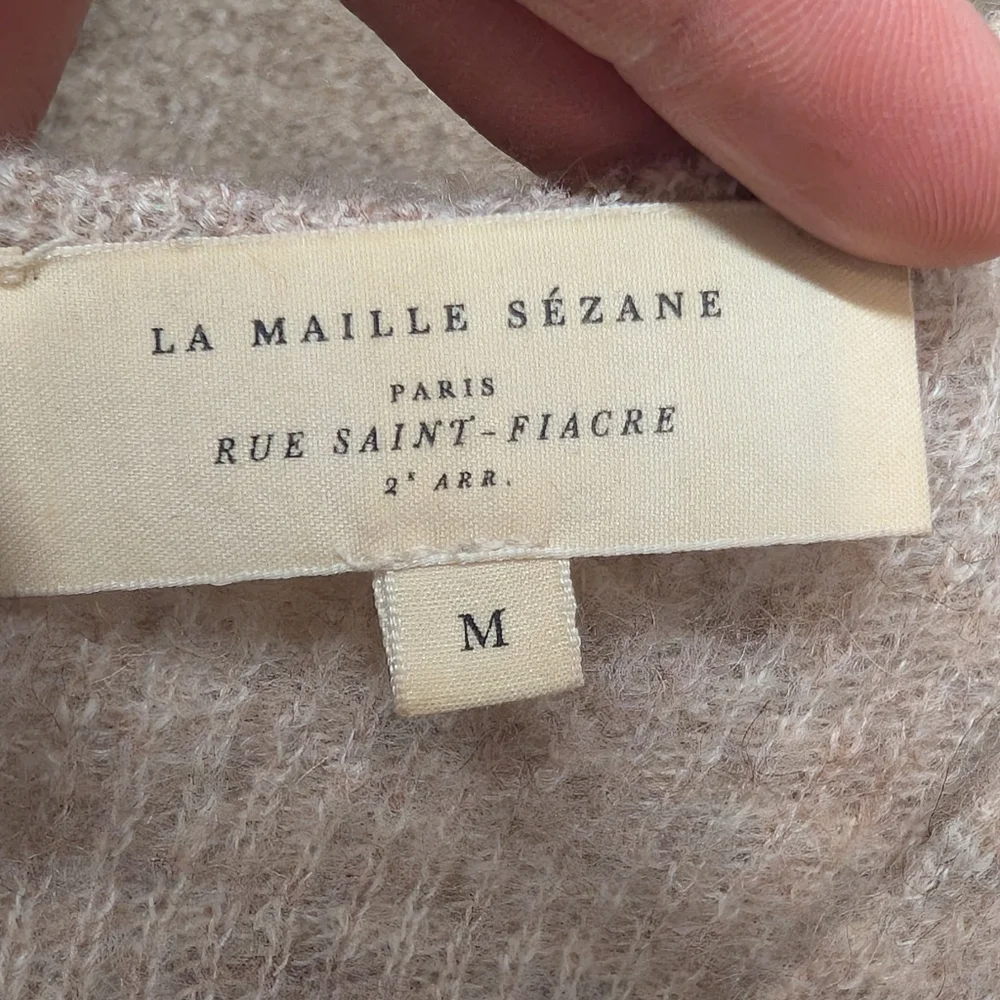 LA MAILLE SÉZANE
PARIS
RUE SAINT-FIACRE
2E ARR.
M